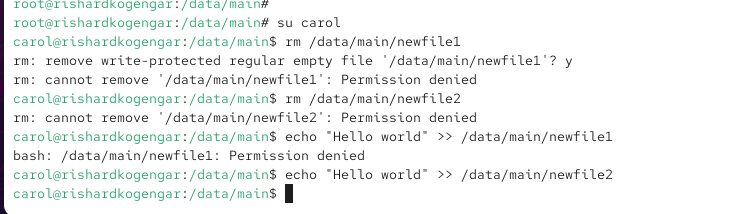 root@rishardkogengar:/data/main#
root@rishardkogengar:/data/main# su carol
carol@rishardkogengar:/data/main$ rm /data/main/newfile1
rm: remove write-protected regular empty file '/data/main/newfile1'? y
rm: cannot remove '/data/main/newfile1': Permission denied
carol@rishardkogengar:/data/main$ rm /data/main/newfile2
rm: cannot remove '/data/main/newfile2': Permission denied
carol@rishardkogengar:/data/main$ echo "Hello world" >> /data/main/newfile1
bash: /data/main/newfile1: Permission denied
carol@rishardkogengar:/data/main$ echo "Hello world" >> /data/main/newfile2
carol@rishardkogengar:/data/main$